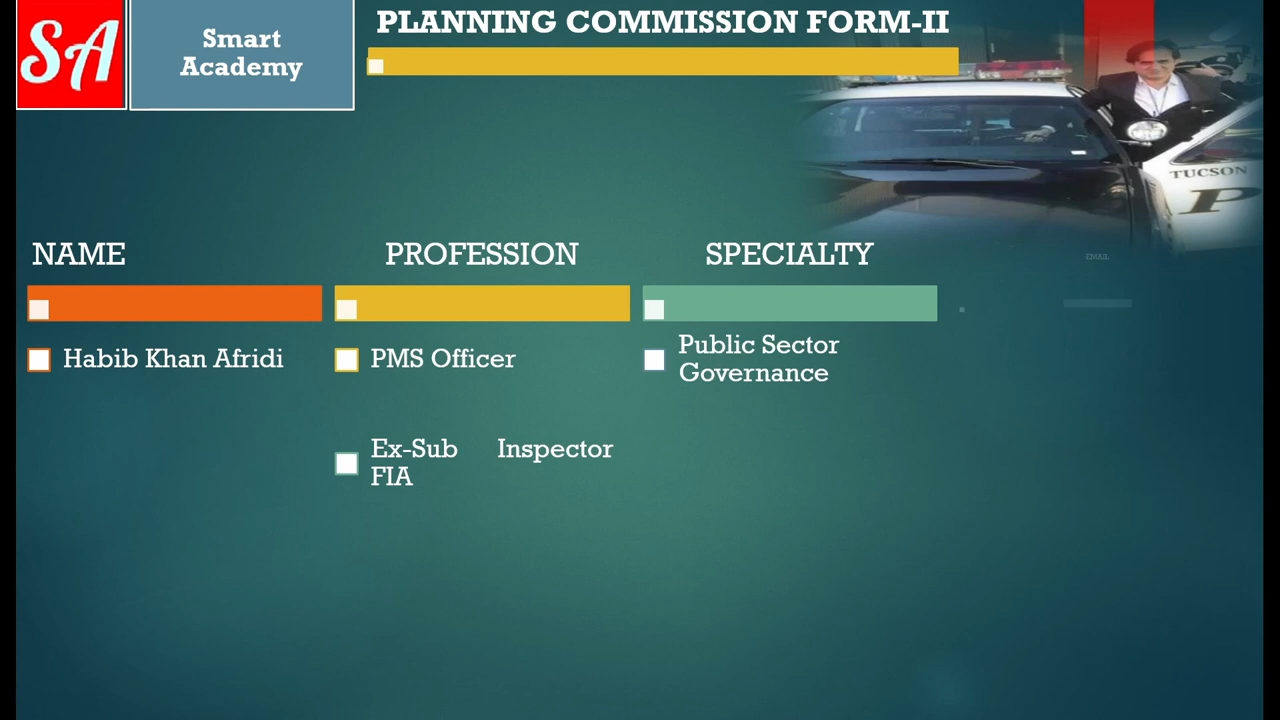 SA
Smart
Academy
PLANNING COMMISSION FORM-II
TUCSON
P
NAME
PROFESSION
SPECIALTY
EMAIL
Habib Khan Afridi
PMS Officer
Public Sector
Governance
Ex-Sub Inspector
FIA